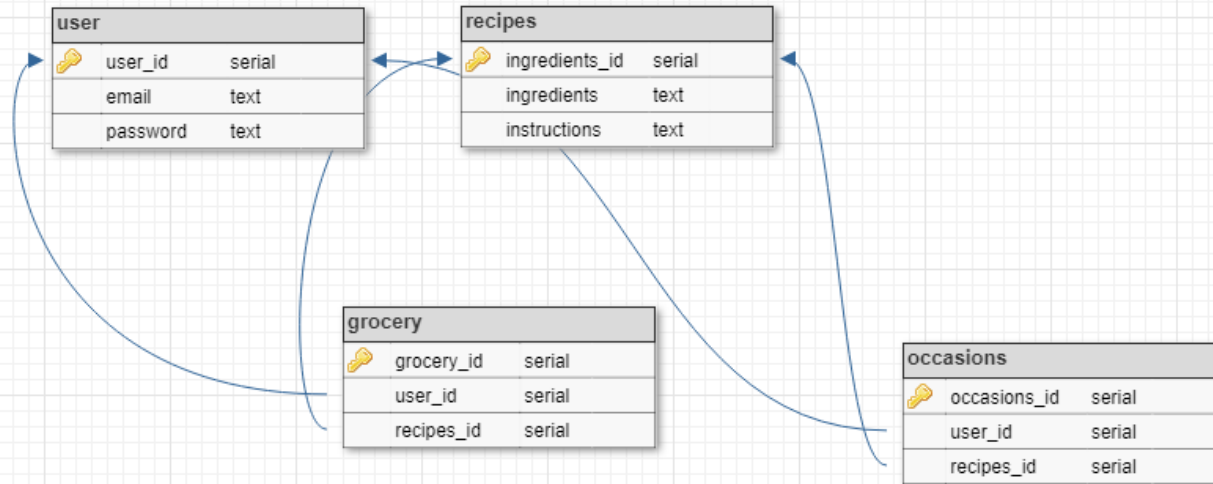 user
user_id serial
email text
password text
recipes
ingredients_id serial
ingredients text
instructions text
grocery
grocery_id serial
user_id serial
recipes_id serial
occasions
occasions_id serial
user_id serial
recipes_id serial